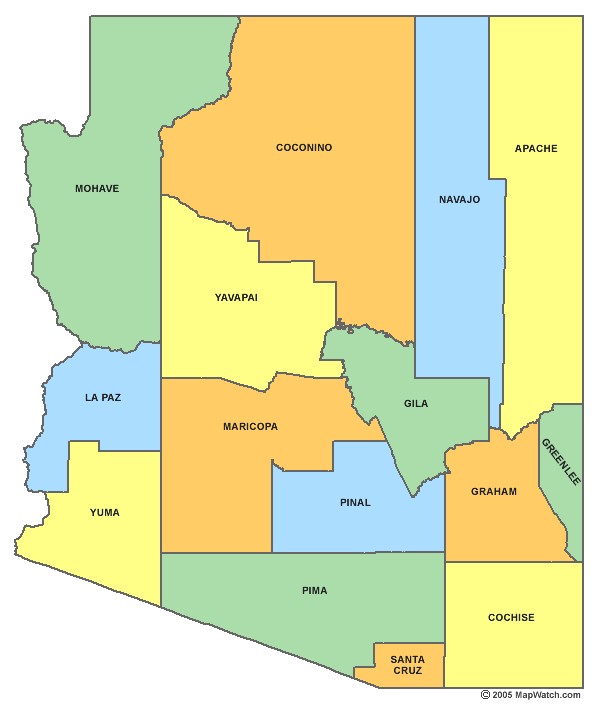 COCONINO
APACHE
MOHAVE
NAVAJO
YAVAPAI
LA PAZ
GILA
MARICOPA
GREENLEE
GRAHAM
PINAL
YUMA
PIMA
COCHISE
SANTA
CRUZ
© 2005 MapWatch.com